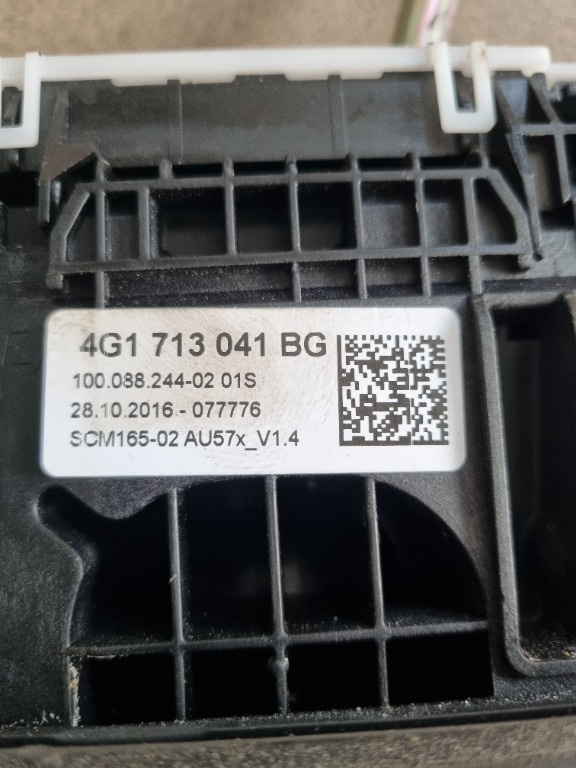 4G1 713 041 BG
100.088.244-02 01S
28.10.2016 - 077776
SCM165-02 AU57x_V1.4